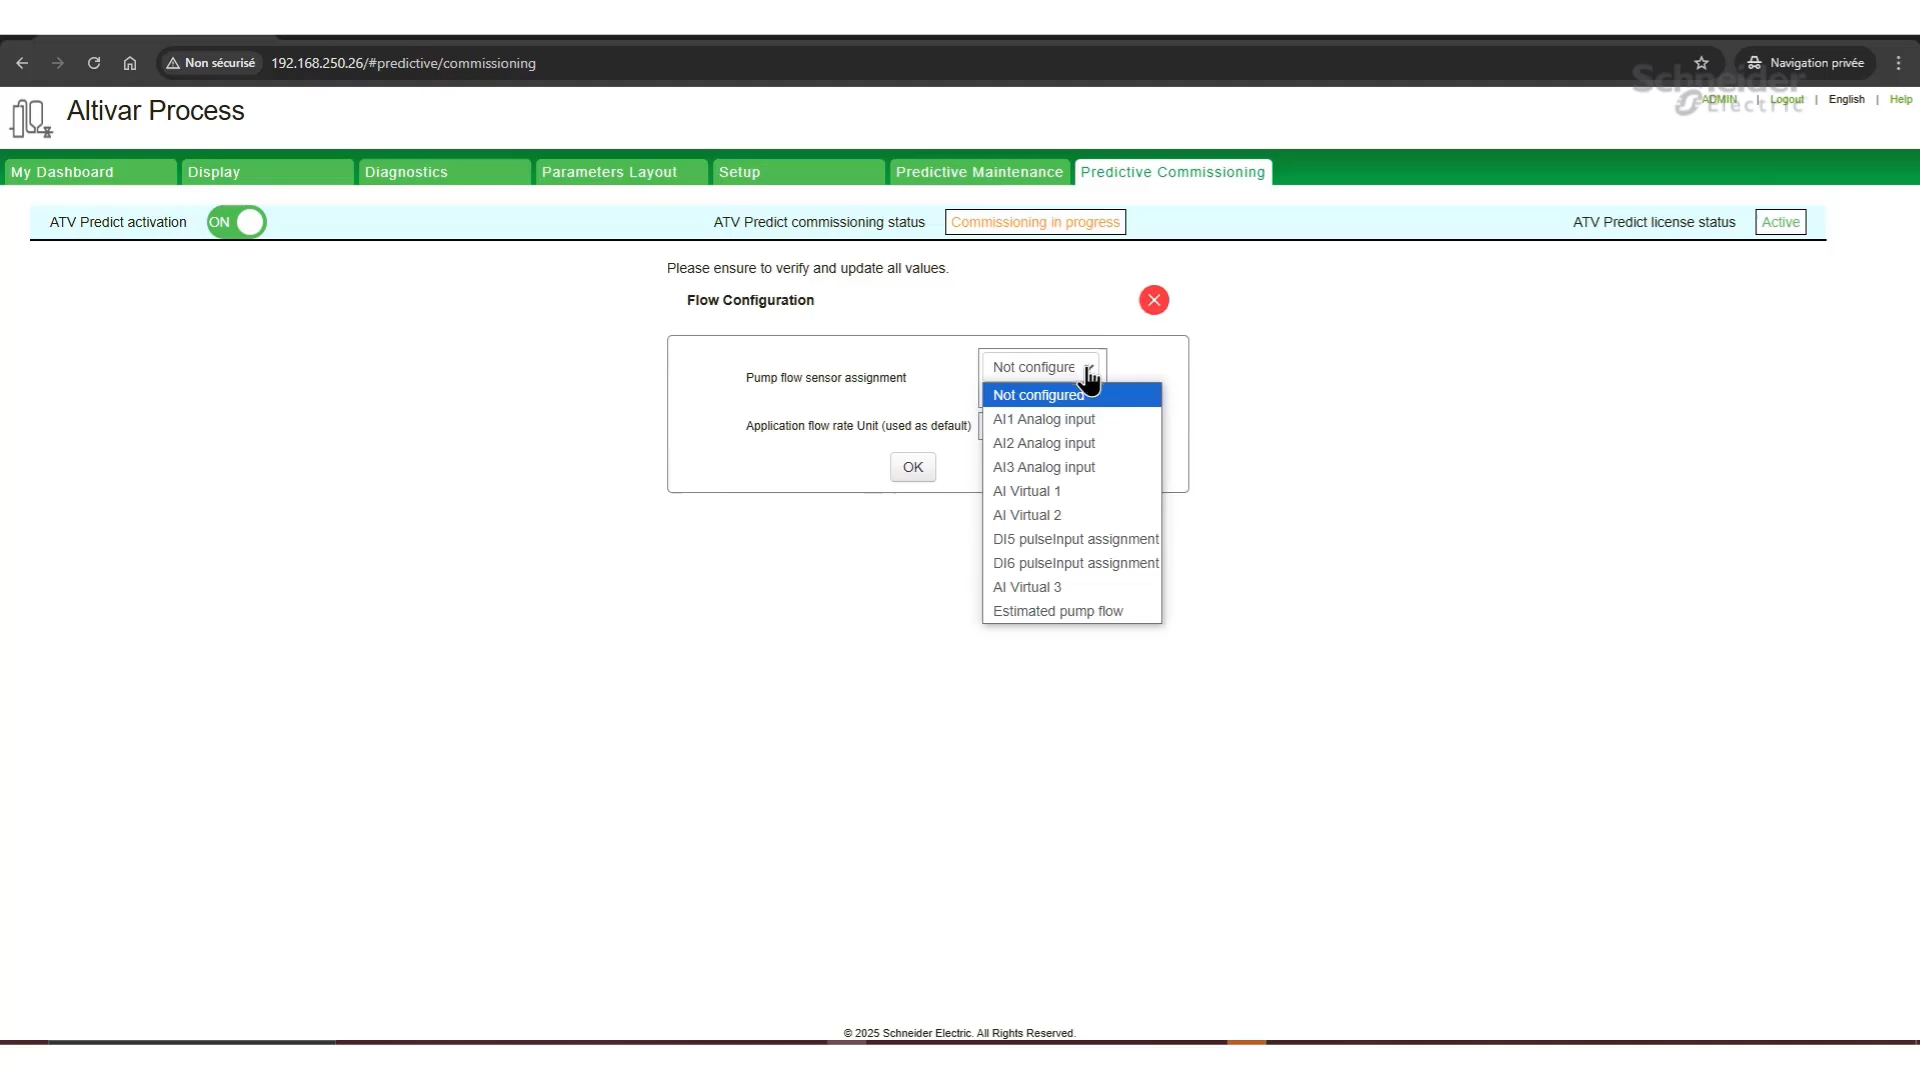 Non sécurisé 192.168.250.26/#predictive/commissioning Navigation privée
Schneider Electric
Altivar Process
ADMIN | Logout | English | Help
My Dashboard Display Diagnostics Parameters Layout Setup Predictive Maintenance Predictive Commissioning
ATV Predict activation ON ATV Predict commissioning status Commissioning in progress ATV Predict license status Active
Please ensure to verify and update all values.
Flow Configuration
Pump flow sensor assignment Not configure
Not configured
AI1 Analog input
Application flow rate Unit (used as default)
AI2 Analog input
OK AI3 Analog input
AI Virtual 1
AI Virtual 2
DI5 pulseInput assignment
DI6 pulseInput assignment
AI Virtual 3
Estimated pump flow
© 2025 Schneider Electric. All Rights Reserved.